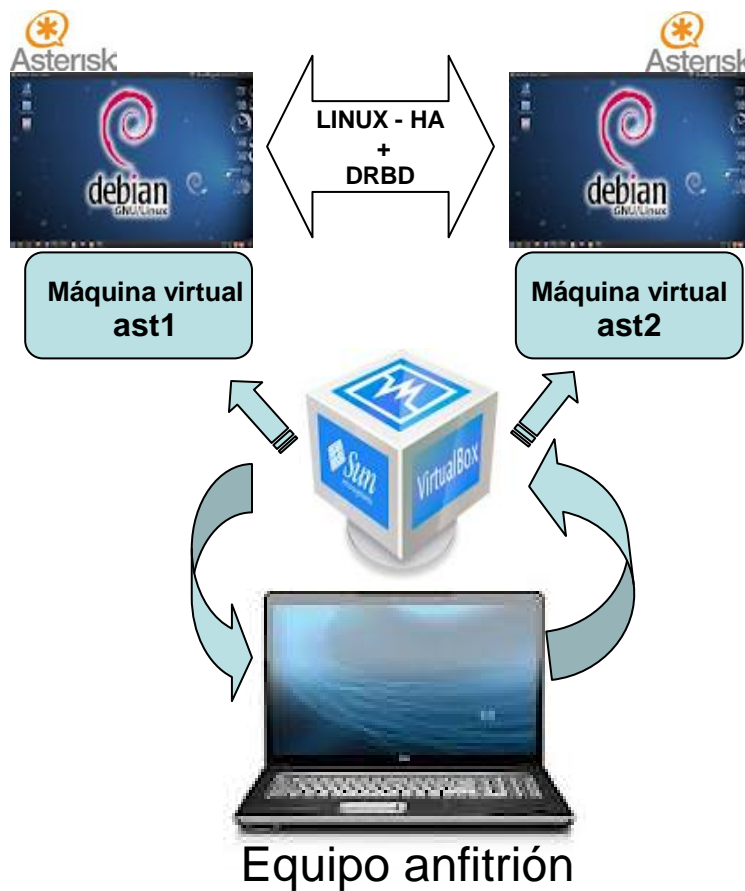 Asterisk
Asterisk
debian
GNU/Linux
debian
GNU/Linux
LINUX - HA
+
DRBD
Máquina virtual
ast1
Máquina virtual
ast2
Sun
VirtualBox
Equipo anfitrión